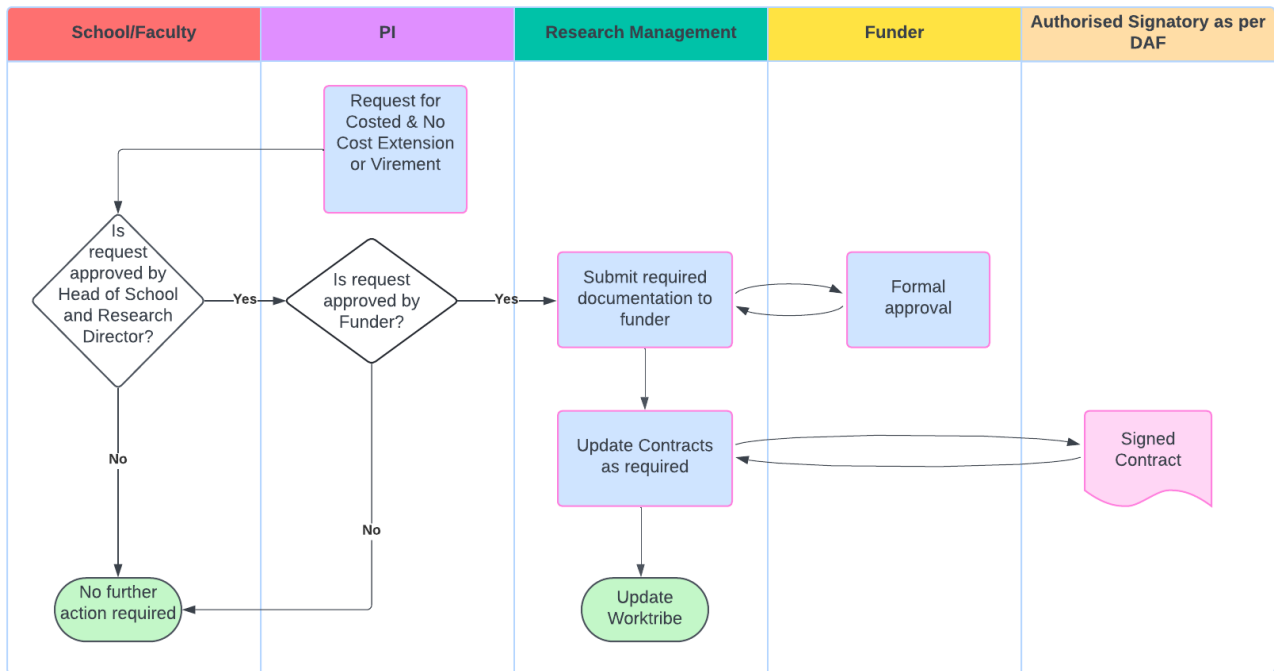 School/Faculty
PI
Research Management
Funder
Authorised Signatory as per
DAF
Request for
Costed & No
Cost Extension
or Virement
Is
request
approved by
Head of School
and Research
Director?
Yes
Is request
approved by
Funder?
Yes
Submit required
documentation to
funder
Formal
approval
No
Update Contracts
as required
Signed
Contract
No
No further
action required
Update
Worktribe